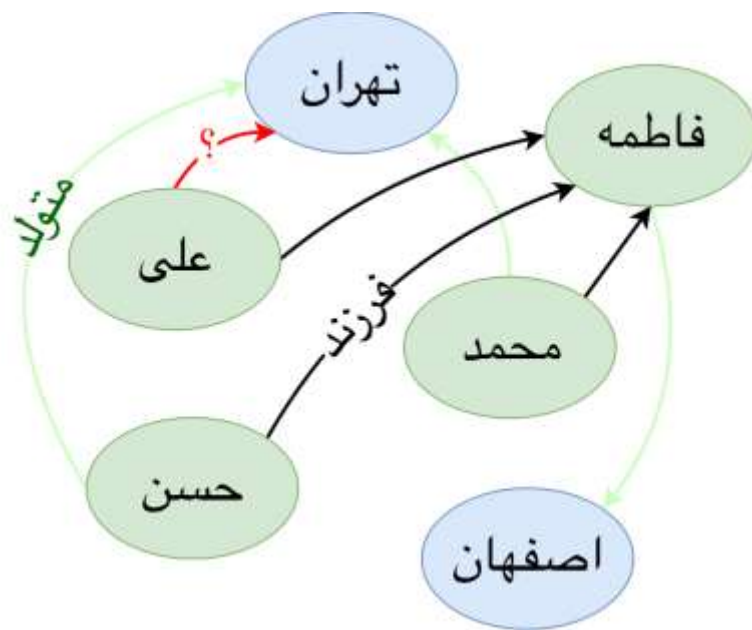 تهران
فاطمه
؟
متولد
علی
فرزند
محمد
حسن
اصفهان